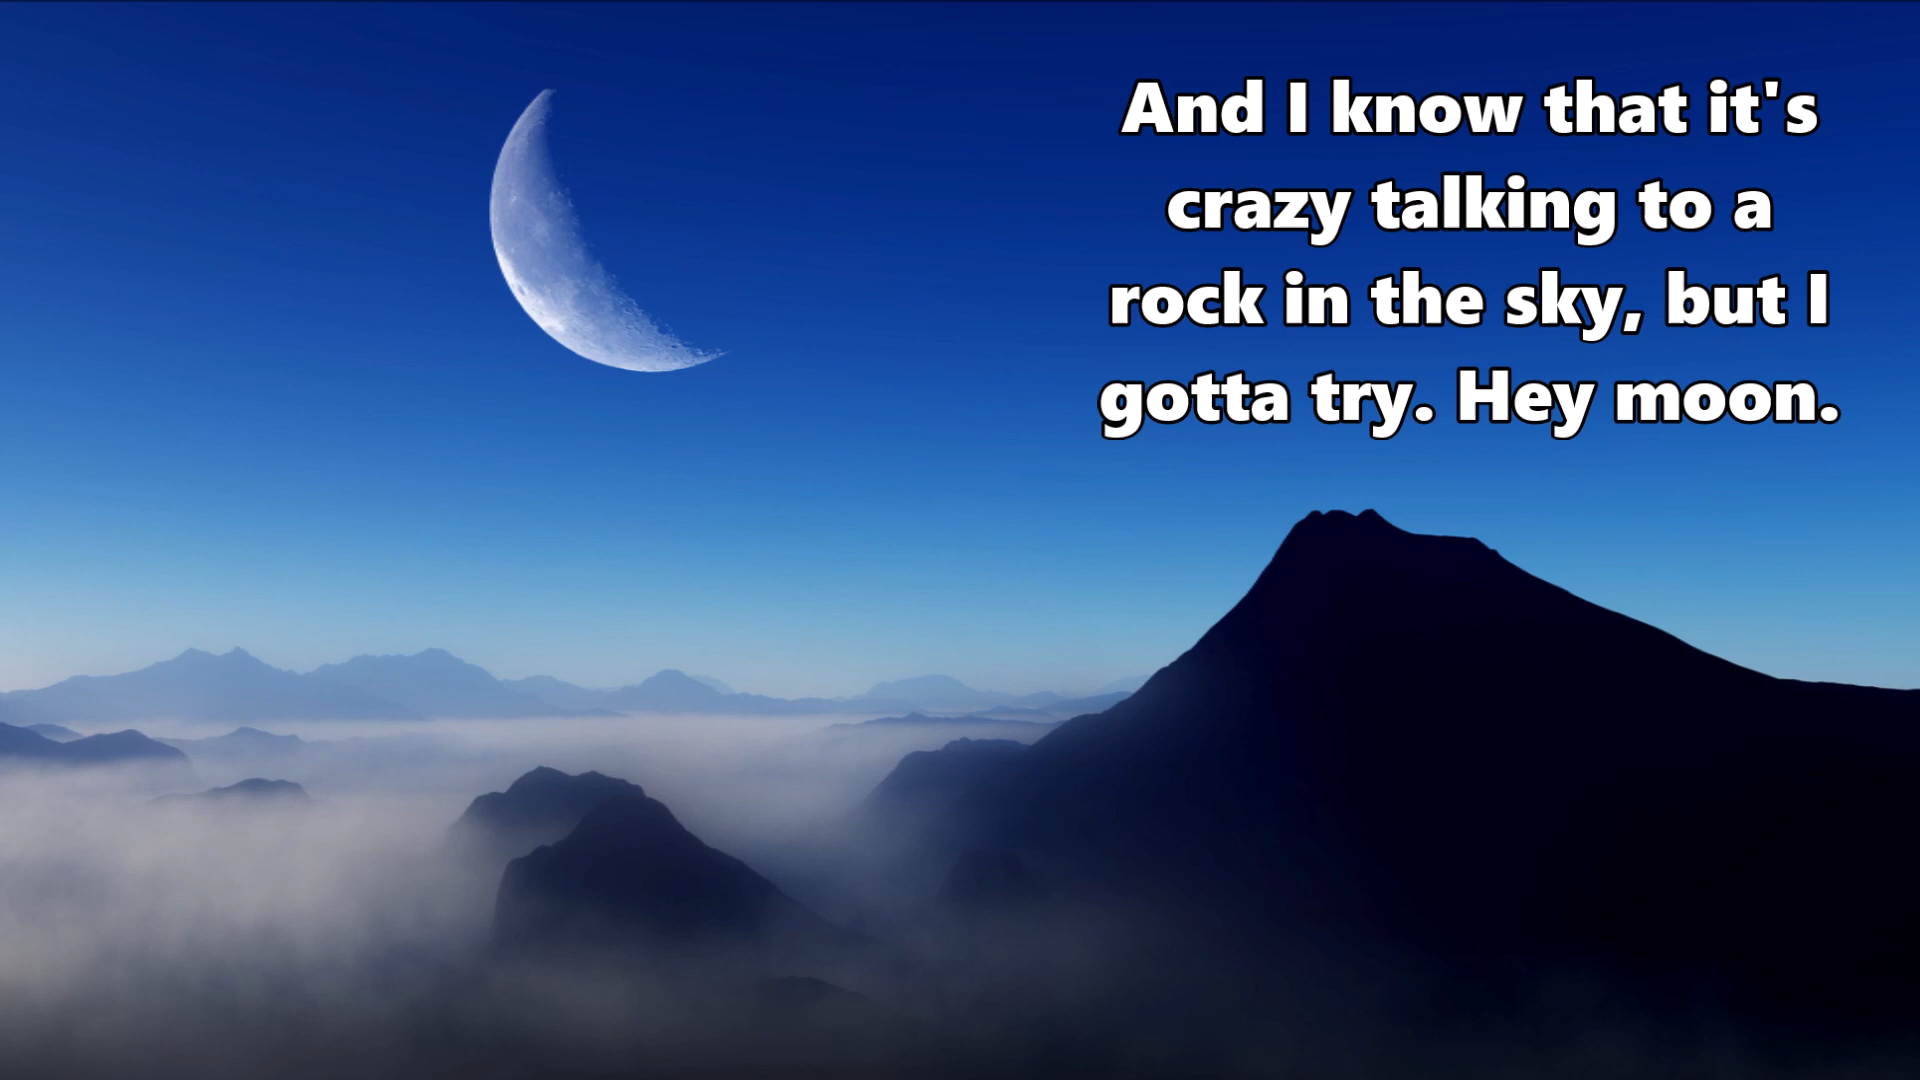 And I know that it's
crazy talking to a
rock in the sky, but I
gotta try. Hey moon.